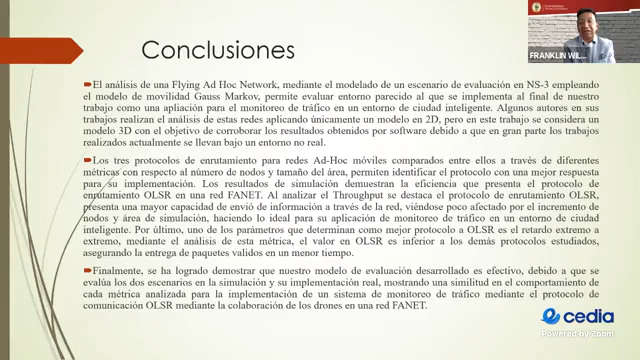 Conclusiones
El análisis de una Flying Ad Hoc Network, mediante el modelado de un escenario de evaluación en NS-3 empleando
el modelo de movilidad Gauss Markov, permite evaluar entorno parecido al que se implementa al final de nuestro
trabajo como una apliación para el monitoreo de tráfico en un entorno de ciudad inteligente. Algunos autores en sus
trabajos realizan el análisis de estas redes aplicando únicamente un modelo en 2D, pero en este trabajo se considera un
modelo 3D con el objetivo de corroborar los resultados obtenidos por software debido a que en gran parte los trabajos
realizados actualmente se llevan bajo un entorno no real.
Los tres protocolos de enrutamiento para redes Ad-Hoc móviles comparados entre ellos a través de diferentes
métricas con respecto al número de nodos y tamaño del área, permiten identificar el protocolo con una mejor respuesta
para su implementación. Los resultados de simulación demuestran la eficiencia que presenta el protocolo de
enrutamiento OLSR en una red FANET. Al analizar el Throughput se destaca el protocolo de enrutamiento OLSR,
presenta una mayor capacidad de envió de información a través de la red, viéndose poco afectado por el incremento de
nodos y área de simulación, haciendo lo ideal para su aplicación de monitoreo de tráfico en un entorno de ciudad
inteligente. Por último, uno de los parámetros que determinan como mejor protocolo a OLSR es el retardo extremo a
extremo, mediante el análisis de esta métrica, el valor en OLSR es inferior a los demás protocolos estudiados,
asegurando la entrega de paquetes validos en un menor tiempo.
Finalmente, se ha logrado demostrar que nuestro modelo de evaluación desarrollado es efectivo, debido a que se
evalúa los dos escenarios en la simulación y su implementación real, mostrando una similitud en el comportamiento de
cada métrica analizada para la implementación de un sistema de monitoreo de tráfico mediante el protocolo de
comunicación OLSR mediante la colaboración de los drones en una red FANET.
FRANKLIN WIL...
cedia
Powered by Zoom